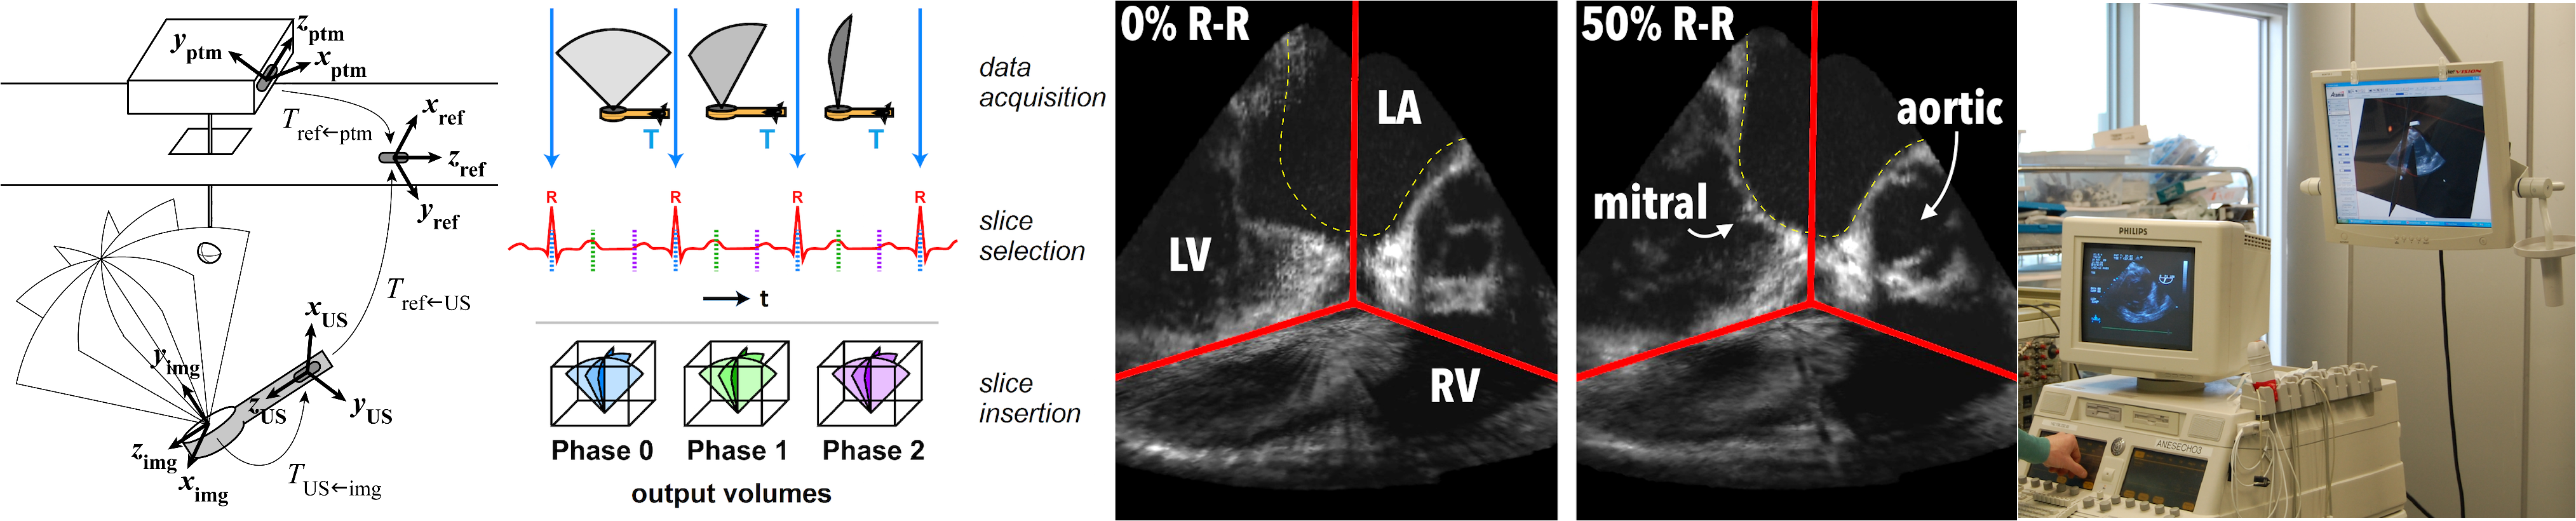 z_ptm
y_ptm
x_ptm
T_ref←ptm
x_ref
z_ref
y_ref
T_ref←US
x_US
y_img
z_US
y_US
z_img
x_img
T_US←img
data
acquisition
T T T
R R R R
slice
selection
t
slice
insertion
Phase 0 Phase 1 Phase 2
output volumes
0% R-R
LA
LV
RV
50% R-R
aortic
mitral
PHILIPS
ANESECHO3